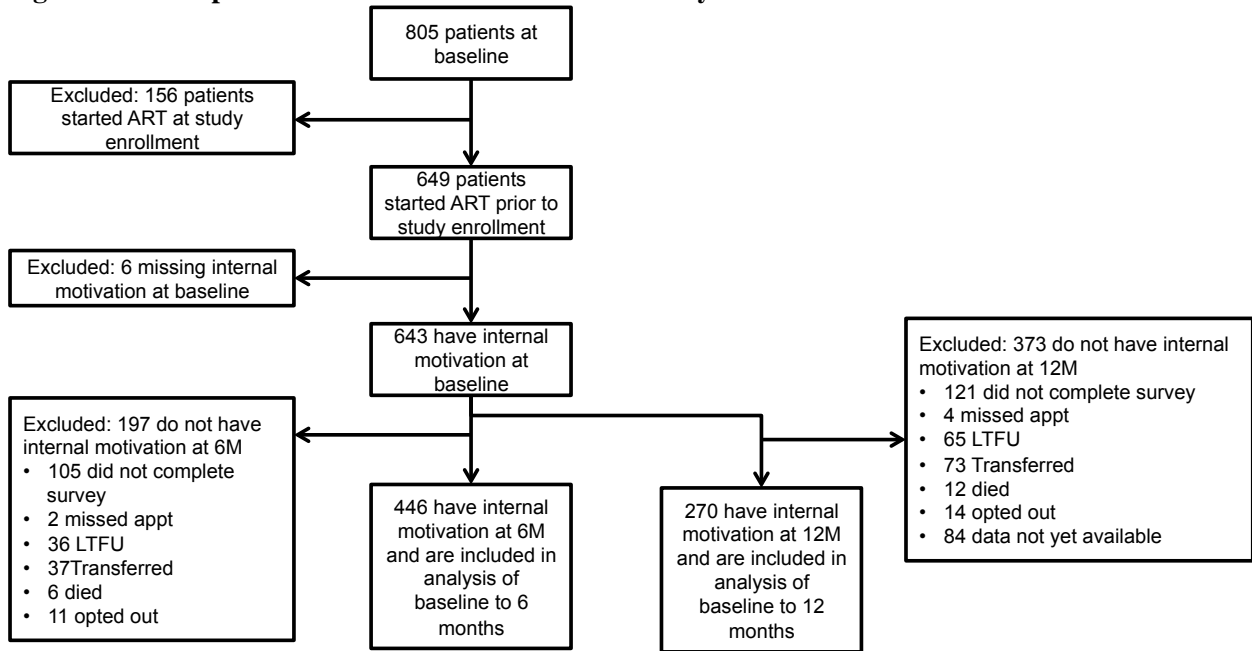 805 patients at
baseline
Excluded: 156 patients
started ART at study
enrollment
649 patients
started ART prior to
study enrollment
Excluded: 6 missing internal
motivation at baseline
643 have internal
motivation at
baseline
Excluded: 197 do not have
internal motivation at 6M
• 105 did not complete
survey
• 2 missed appt
• 36 LTFU
• 37Transferred
• 6 died
• 11 opted out
446 have internal
motivation at 6M
and are included in
analysis of
baseline to 6
months
270 have internal
motivation at 12M
and are included in
analysis of
baseline to 12
months
Excluded: 373 do not have internal
motivation at 12M
• 121 did not complete survey
• 4 missed appt
• 65 LTFU
• 73 Transferred
• 12 died
• 14 opted out
• 84 data not yet available